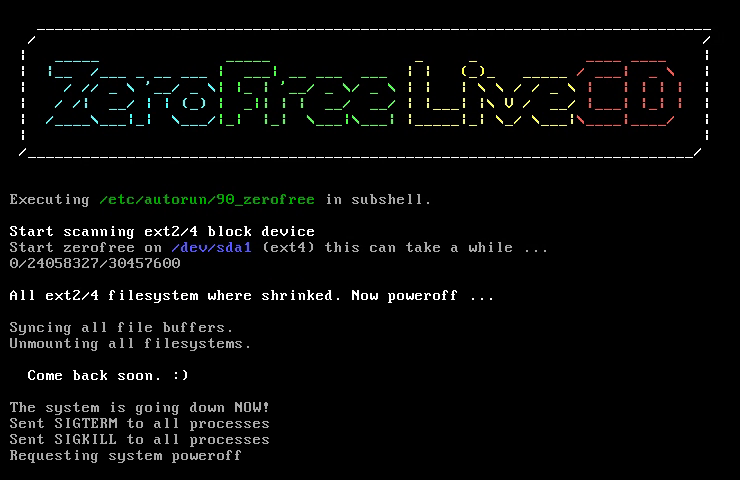 ZeroFree LiveCD
Executing /etc/autorun/90_zerofree in subshell.
Start scanning ext2/4 block device
Start zerofree on /dev/sda1 (ext4) this can take a while ...
0/24058327/30457600
All ext2/4 filesystem where shrinked. Now poweroff ...
Syncing all file buffers.
Unmounting all filesystems.
Come back soon. :)
The system is going down NOW!
Sent SIGTERM to all processes
Sent SIGKILL to all processes
Requesting system poweroff